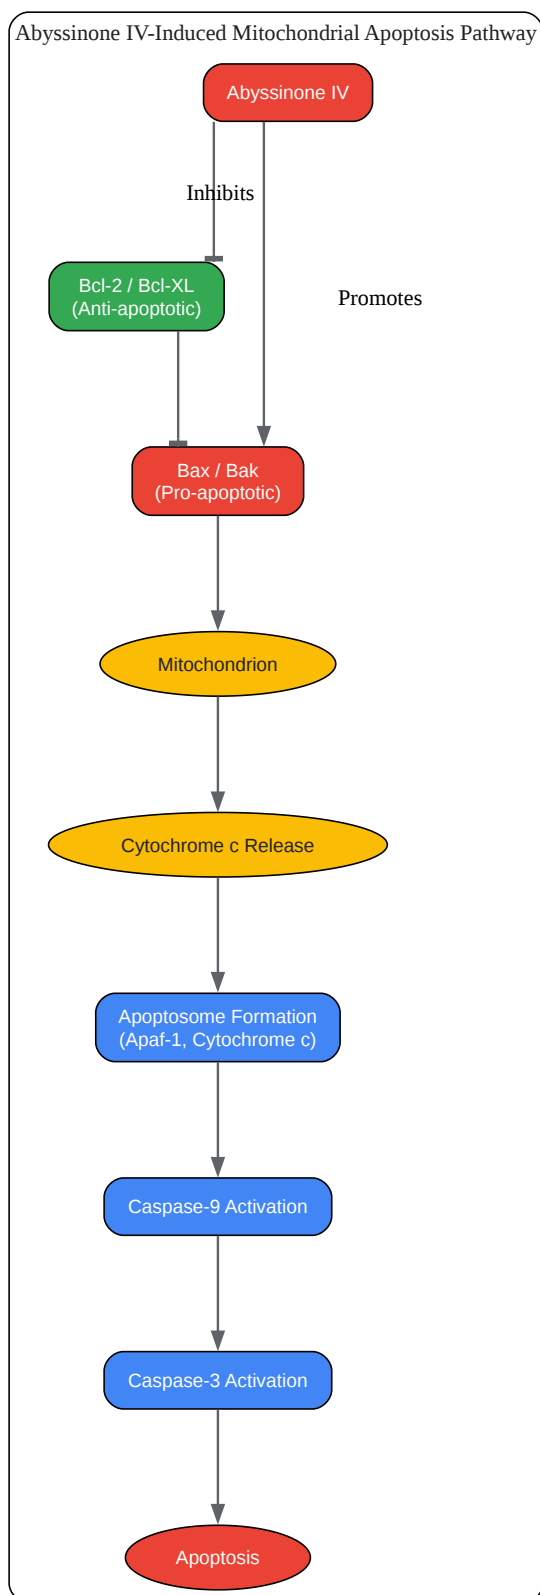 Abyssinone IV-Induced Mitochondrial Apoptosis Pathway
Abyssinone IV
Inhibits
Bcl-2 / Bcl-XL
(Anti-apoptotic)
Promotes
Bax / Bak
(Pro-apoptotic)
Mitochondrion
Cytochrome c Release
Apoptosome Formation
(Apaf-1, Cytochrome c)
Caspase-9 Activation
Caspase-3 Activation
Apoptosis